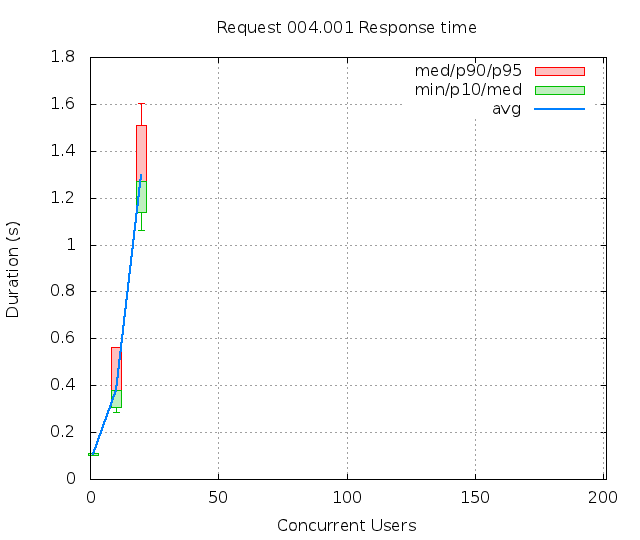 Request 004.001 Response time
1.8
1.6
1.4
1.2
1
0.8
0.6
0.4
0.2
0
med/p90/p95
min/p10/med
avg
Duration (s)
0 50 100 150 200
Concurrent Users